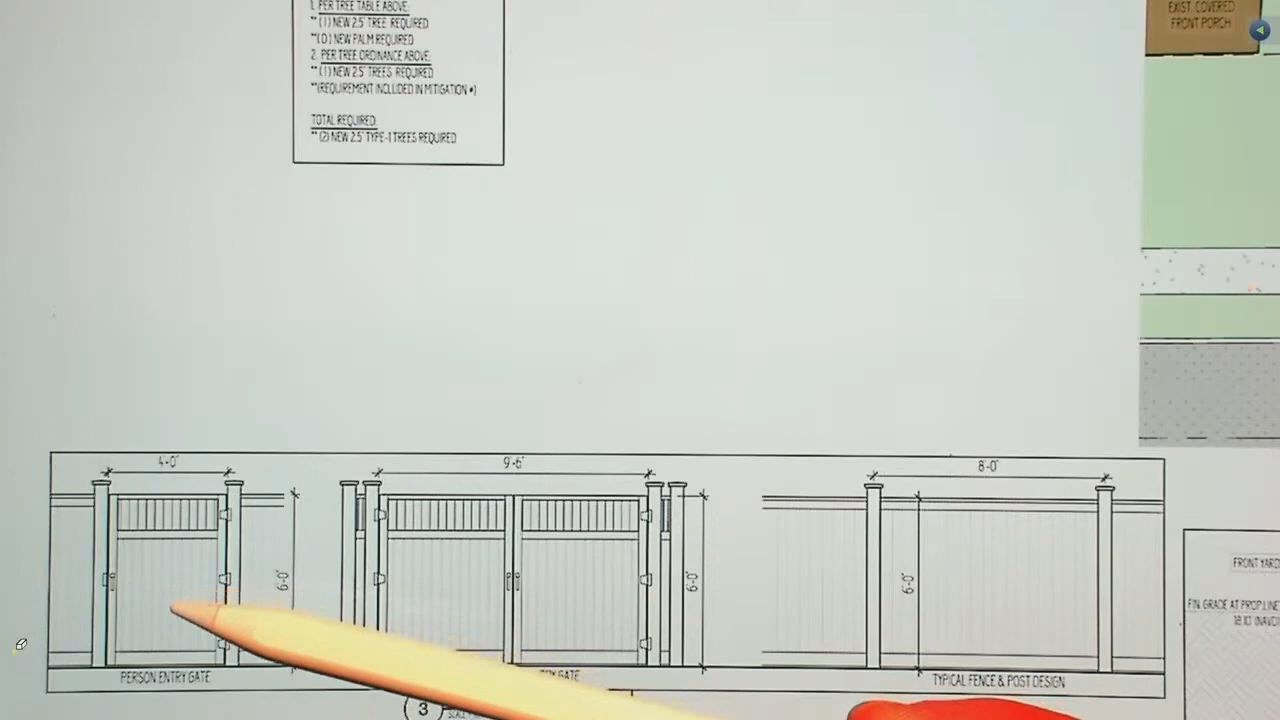 1. PER TREE TABLE ABOVE:
** (1) NEW 2.5" TREE REQUIRED
**(0) NEW PALM REQUIRED
2. PER TREE ORDINANCE ABOVE:
** (1) NEW 2.5" TREES REQUIRED
**(REQUIREMENT INCLUDED IN MITIGATION #)
TOTAL REQUIRED:
** (2) NEW 2.5" TYPE-1 TREES REQUIRED
EXIST. COVERED
FRONT PORCH
4'-0"
9'-6"
8'-0"
6'-0"
6'-0"
6'-0"
PERSON ENTRY GATE
GATE
TYPICAL FENCE & POST DESIGN
3
FRONT YARD
FIN. GRADE AT PROP.LINE